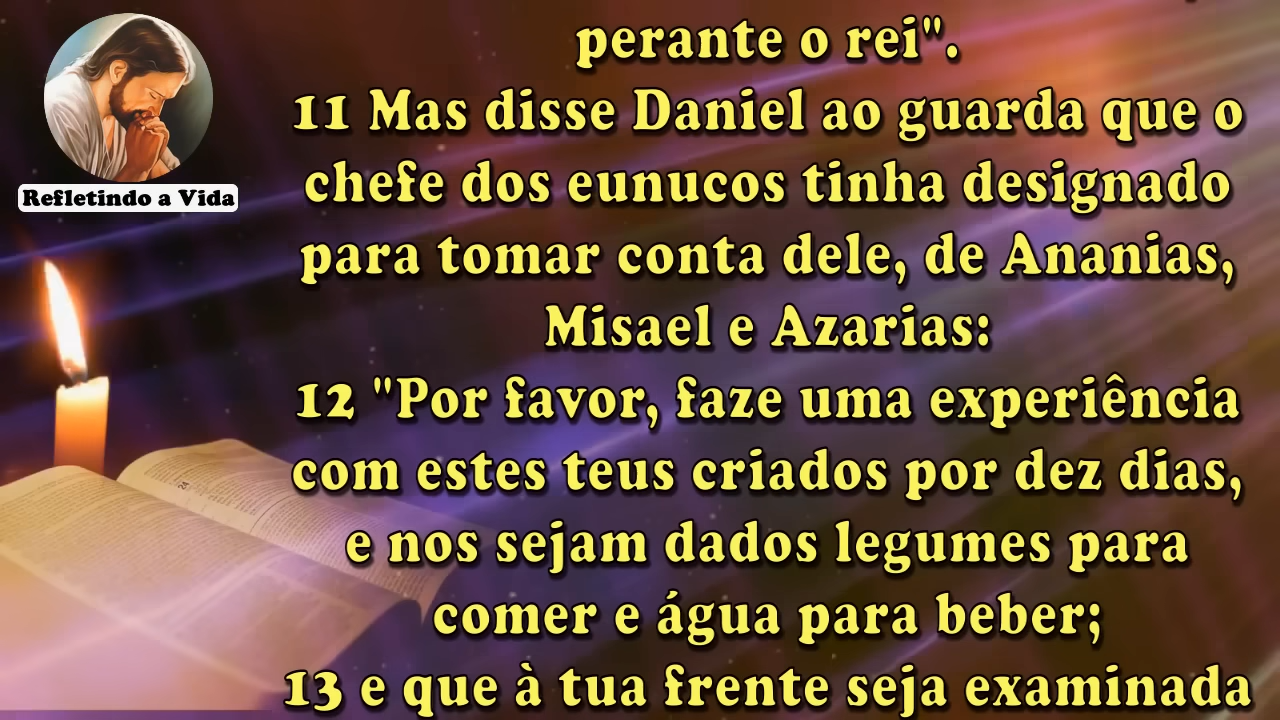 perante o rei".
11 Mas disse Daniel ao guarda que o
chefe dos eunucos tinha designado
para tomar conta dele, de Ananias,
Misael e Azarias:
12 "Por favor, faze uma experiência
com estes teus criados por dez dias,
e nos sejam dados legumes para
comer e água para beber;
13 e que à tua frente seja examinada
Refletindo a Vida